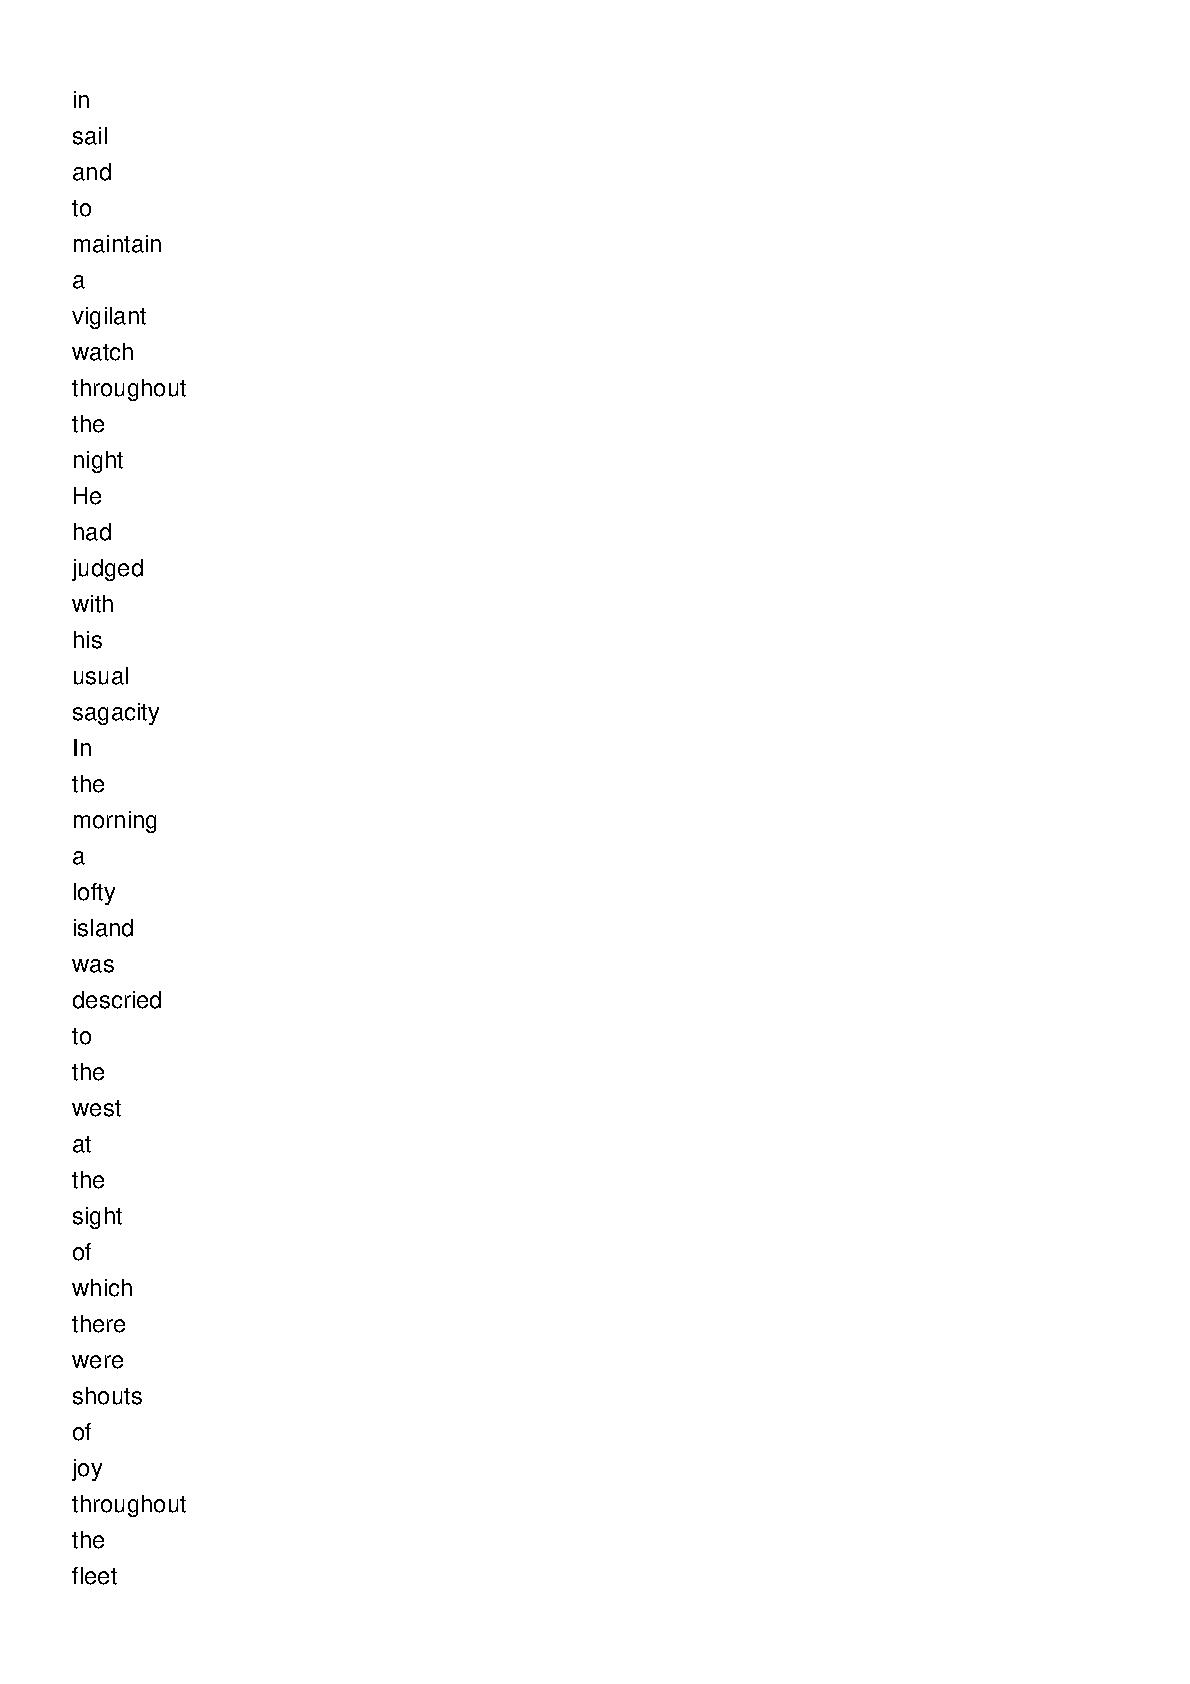 in
sail
and
to
maintain
a
vigilant
watch
throughout
the
night
He
had
judged
with
his
usual
sagacity
In
the
morning
a
lofty
island
was
descried
to
the
west
at
the
sight
of
which
there
were
shouts
of
joy
throughout
the
fleet